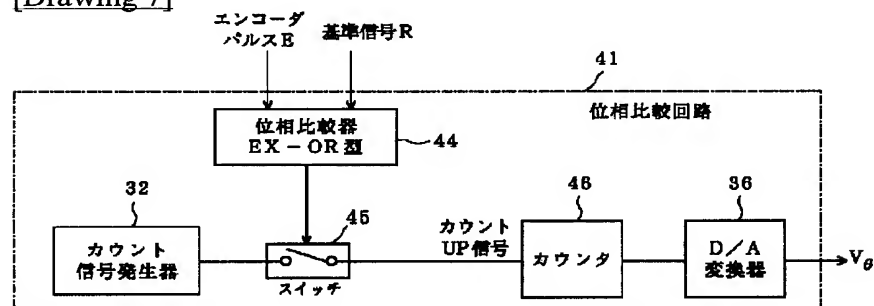 [Drawing 7]
エンコーダ
パルスE
基準信号R
41
位相比較回路
位相比較器
EX－OR型
44
32
カウント
信号発生器
45
スイッチ
カウント
UP信号
46
カウンタ
36
D／A
変換器
Vθ